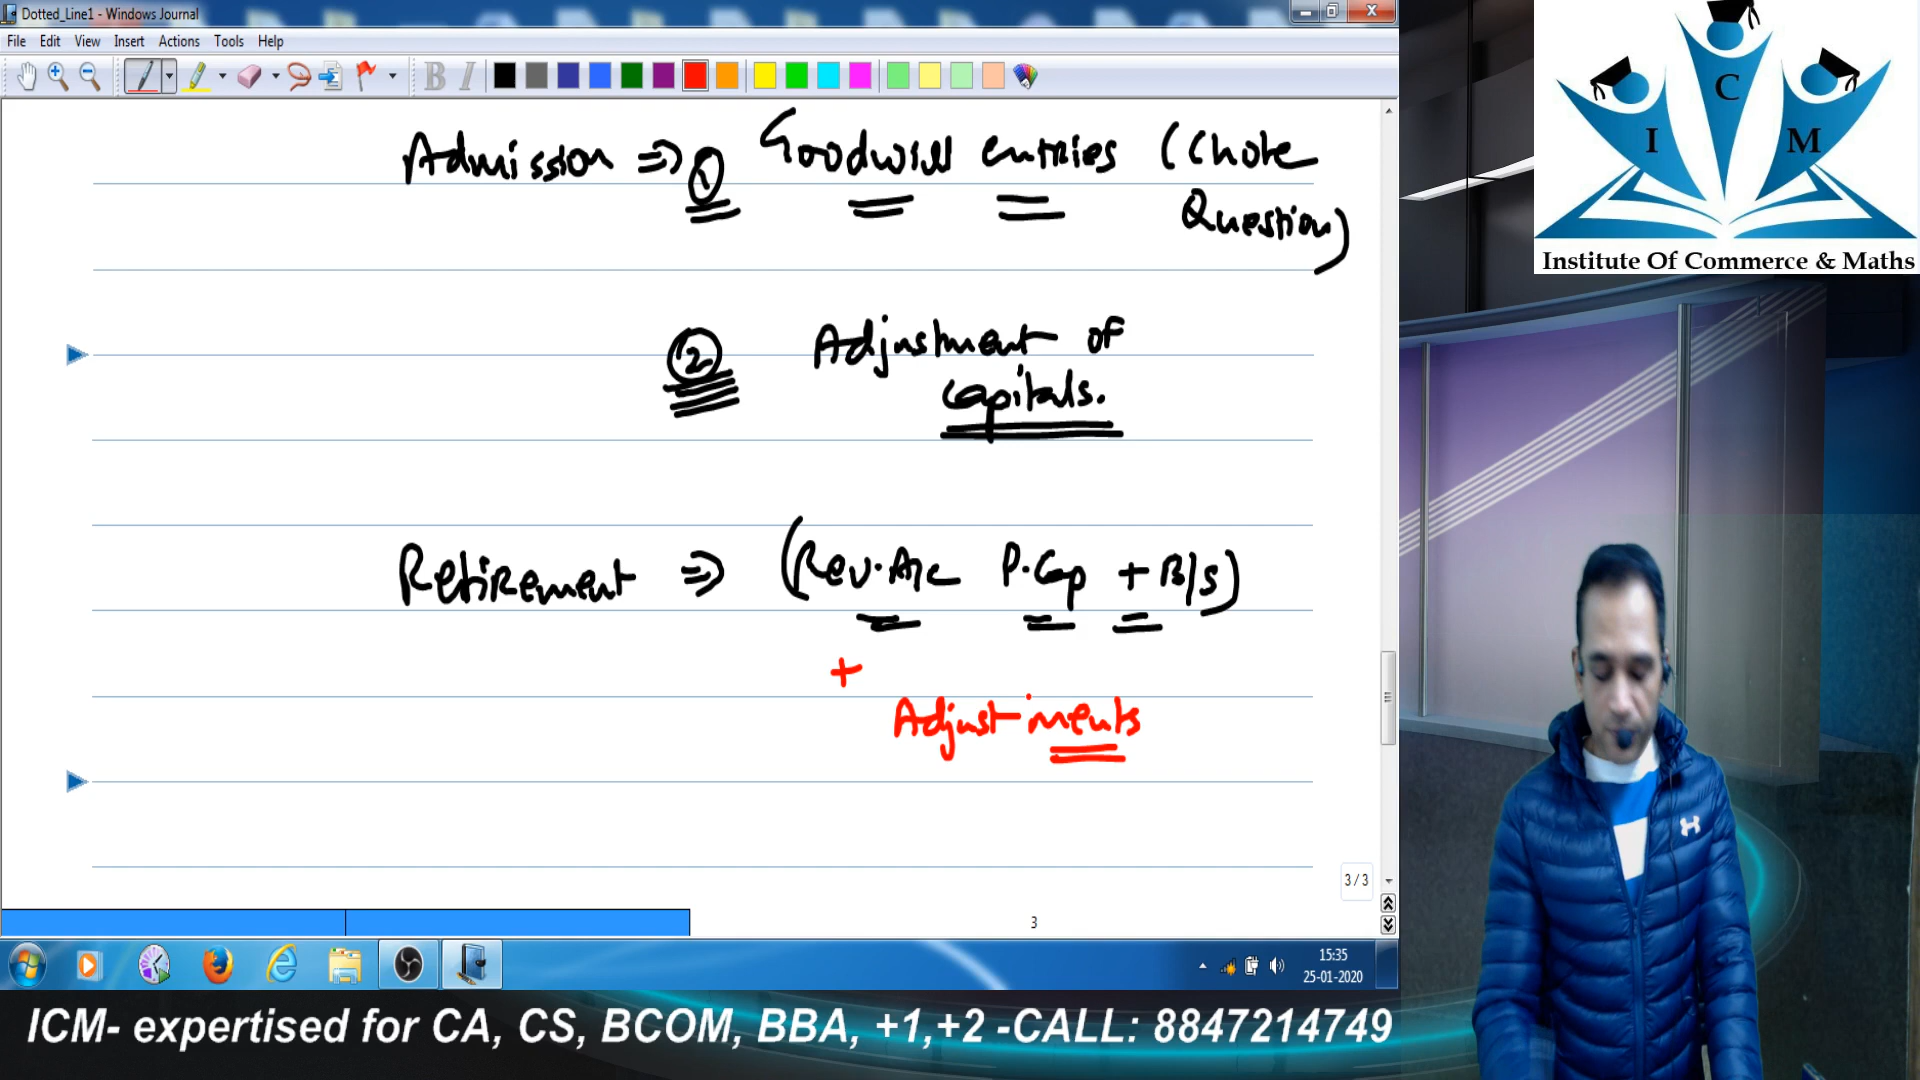 Dotted_Line1 - Windows Journal
File Edit View Insert Actions Tools Help
B I
Admission ⇒ ① Goodwill entries (Chote
Question)
② Adjustment of
capitals.
Retirement ⇒ (Rev. A/c P. Cap + B/S)
+
Adjustments
3 / 3
3
15:35
25-01-2020
I C M
Institute Of Commerce & Maths
ICM- expertised for CA, CS, BCOM, BBA, +1,+2 -CALL: 8847214749